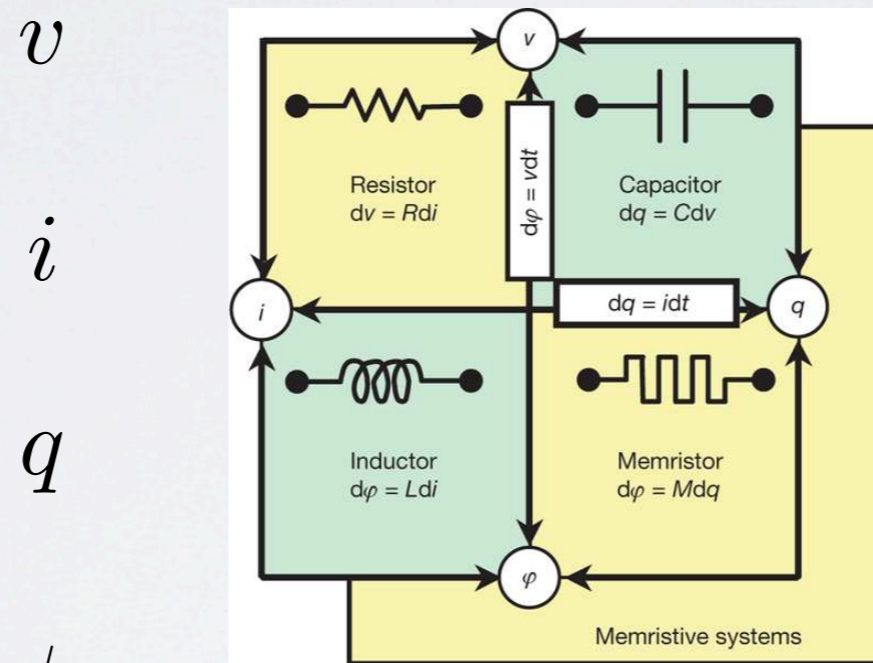 v
i
q
v
dφ = vdt
Resistor
dv = Rdi
Capacitor
dq = Cdv
i
dq = idt
q
Inductor
dφ = Ldi
Memristor
dφ = Mdq
φ
Memristive systems